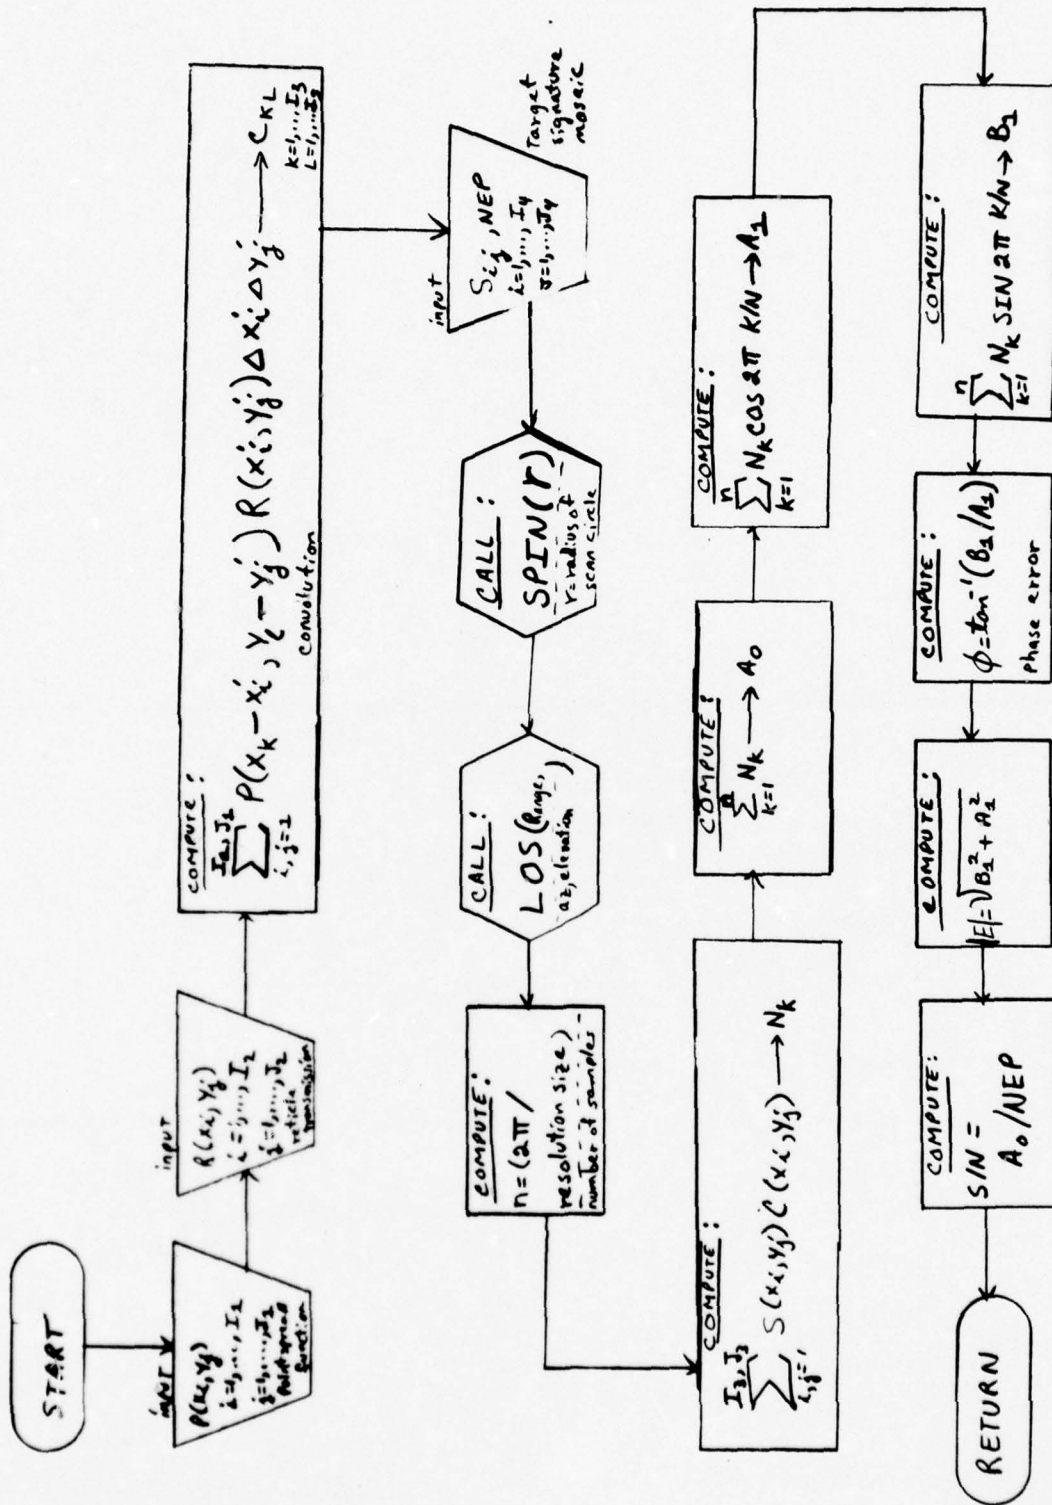 START
input
P(xi, yj)
i=1,...,I1
j=1,...,J1
Pointspread
function
input
R(xi, yj)
i=1,...,I2
j=1,...,J2
reticle
transmission
COMPUTE:
I2, J2
∑ P(xk-x'i, yl-y'j) R(x'i, y'j) Δx'i Δy'j → CKL
i, j=1
convolution
K=1,...I3
L=1,...J3
input
Sij, NEP
i=1,...,I4
J=1,...,J4
Target
signature
mosaic
CALL:
SPIN(r)
r=radius of
scan circle
CALL:
LOS(Range,
az, elevation)
COMPUTE:
n=(2π/
resolution size)
number of samples
COMPUTE:
I3, J3
∑ S(xi, yj) C(xi, yj) → Nk
i, j=1
COMPUTE:
n
∑ Nk → A0
k=1
COMPUTE:
n
∑ Nk COS 2π K/N → A1
k=1
COMPUTE:
n
∑ Nk SIN 2π K/N → B1
k=1
COMPUTE:
ϕ=tan⁻¹(B1/A1)
Phase error
COMPUTE:
|E|=√B1²+A1²
COMPUTE:
S/N =
A0/NEP
RETURN